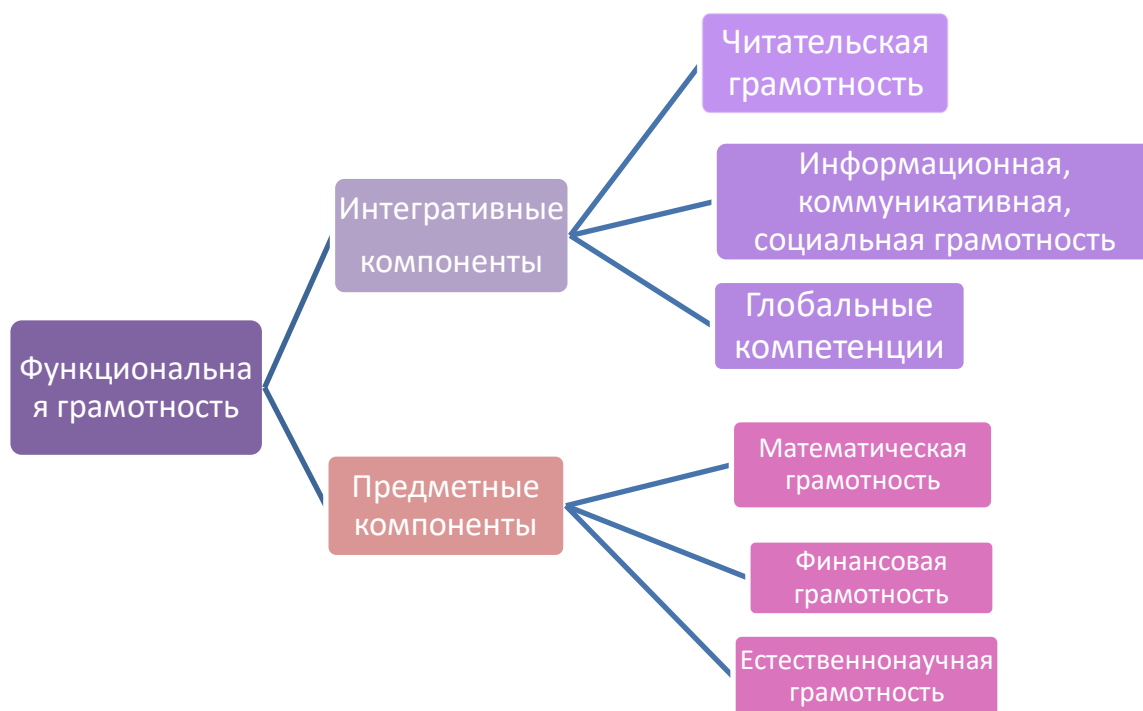 Читательская
грамотность
Информационная,
коммуникативная,
социальная грамотность
Интегративные
компоненты
Глобальные
компетенции
Функциональна
я грамотность
Математическая
грамотность
Предметные
компоненты
Финансовая
грамотность
Естественнонаучная
грамотность